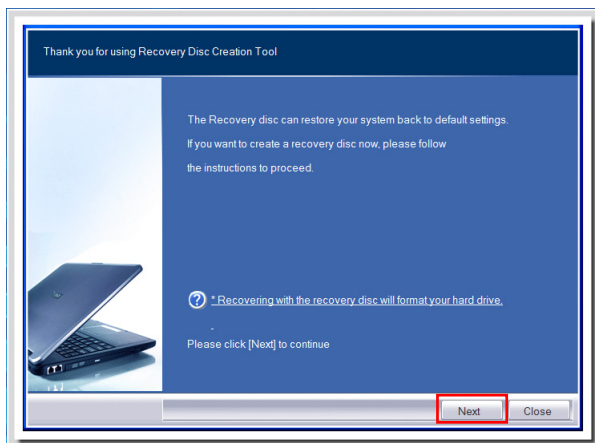 Thank you for using Recovery Disc Creation Tool
The Recovery disc can restore your system back to default settings.
If you want to create a recovery disc now, please follow
the instructions to proceed.
* Recovering with the recovery disc will format your hard drive.
.
Please click [Next] to continue
Next Close